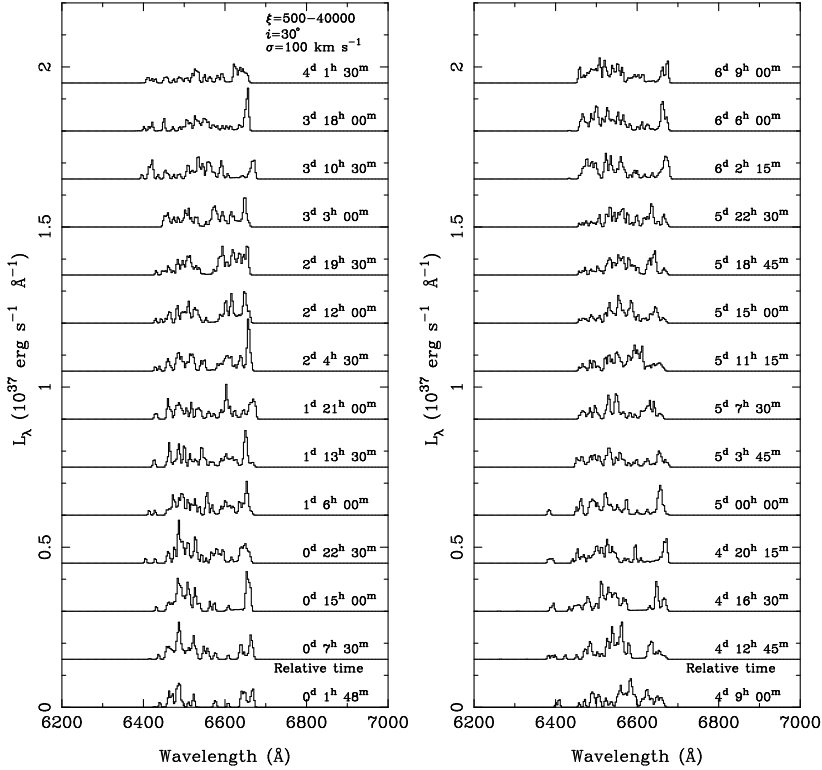 ξ=500−40000
i=30°
σ=100 km s⁻¹
2
1.5
1
0.5
0
L_λ (10³⁷ erg s⁻¹ Å⁻¹)
4ᵈ 1ʰ 30ᵐ
3ᵈ 18ʰ 00ᵐ
3ᵈ 10ʰ 30ᵐ
3ᵈ 3ʰ 00ᵐ
2ᵈ 19ʰ 30ᵐ
2ᵈ 12ʰ 00ᵐ
2ᵈ 4ʰ 30ᵐ
1ᵈ 21ʰ 00ᵐ
1ᵈ 13ʰ 30ᵐ
1ᵈ 6ʰ 00ᵐ
0ᵈ 22ʰ 30ᵐ
0ᵈ 15ʰ 00ᵐ
0ᵈ 7ʰ 30ᵐ
Relative time
0ᵈ 1ʰ 48ᵐ
6200 6400 6600 6800 7000
Wavelength (Å)
2
1.5
1
0.5
0
L_λ (10³⁷ erg s⁻¹ Å⁻¹)
6ᵈ 9ʰ 00ᵐ
6ᵈ 6ʰ 00ᵐ
6ᵈ 2ʰ 15ᵐ
5ᵈ 22ʰ 30ᵐ
5ᵈ 18ʰ 45ᵐ
5ᵈ 15ʰ 00ᵐ
5ᵈ 11ʰ 15ᵐ
5ᵈ 7ʰ 30ᵐ
5ᵈ 3ʰ 45ᵐ
5ᵈ 00ʰ 00ᵐ
4ᵈ 20ʰ 15ᵐ
4ᵈ 16ʰ 30ᵐ
4ᵈ 12ʰ 45ᵐ
Relative time
4ᵈ 9ʰ 00ᵐ
6200 6400 6600 6800 7000
Wavelength (Å)